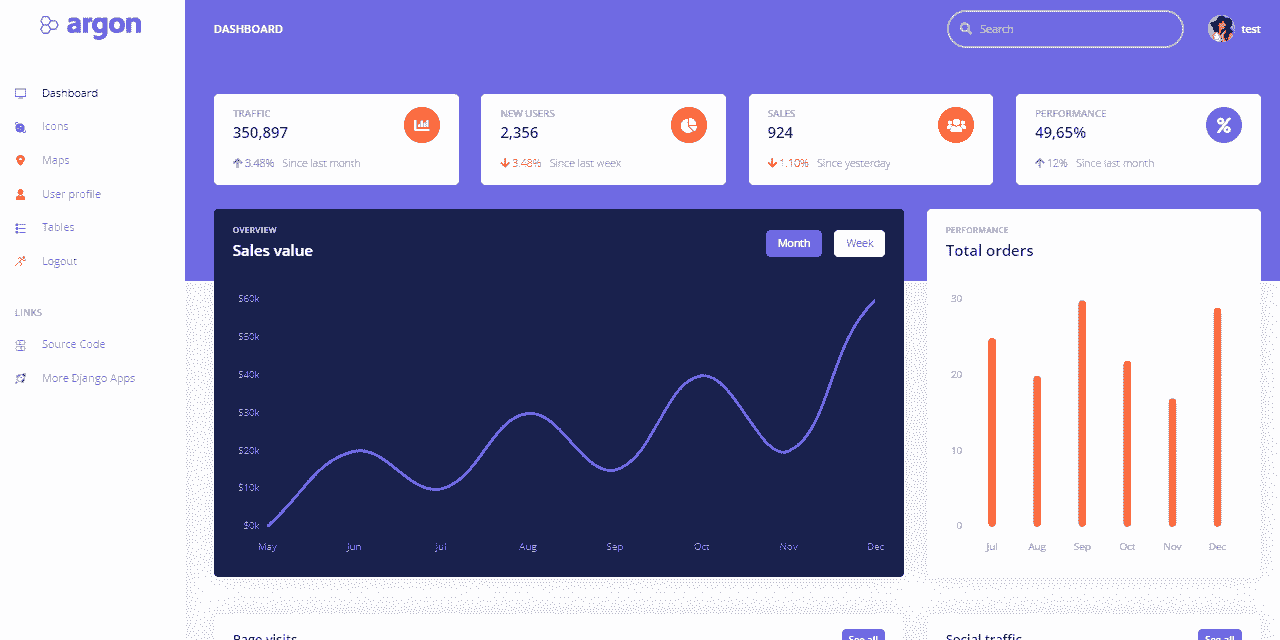 argon
DASHBOARD
Search
test
Dashboard
Icons
Maps
User profile
Tables
Logout
LINKS
Source Code
More Django Apps
TRAFFIC
350,897
3.48% Since last month
NEW USERS
2,356
3.48% Since last week
SALES
924
1.10% Since yesterday
PERFORMANCE
49,65%
12% Since last month
OVERVIEW
Sales value
Month
Week
$60k
$50k
$40k
$30k
$20k
$10k
$0k
May Jun Jul Aug Sep Oct Nov Dec
PERFORMANCE
Total orders
30
20
10
0
Jul Aug Sep Oct Nov Dec
Page visits
See all
Social traffic
See all